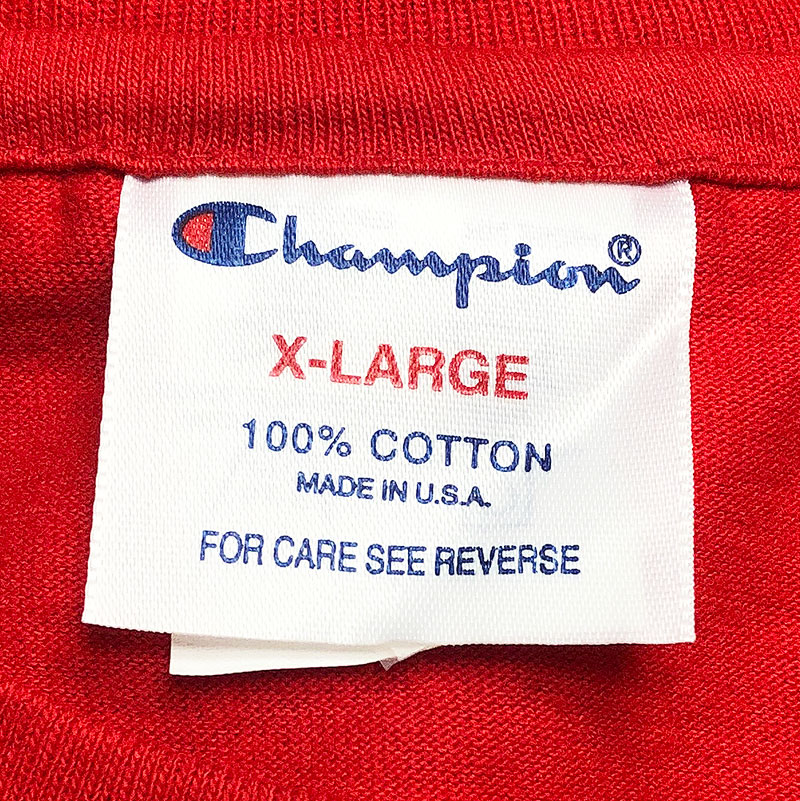 Champion®
X-LARGE
100% COTTON
MADE IN U.S.A.
FOR CARE SEE REVERSE